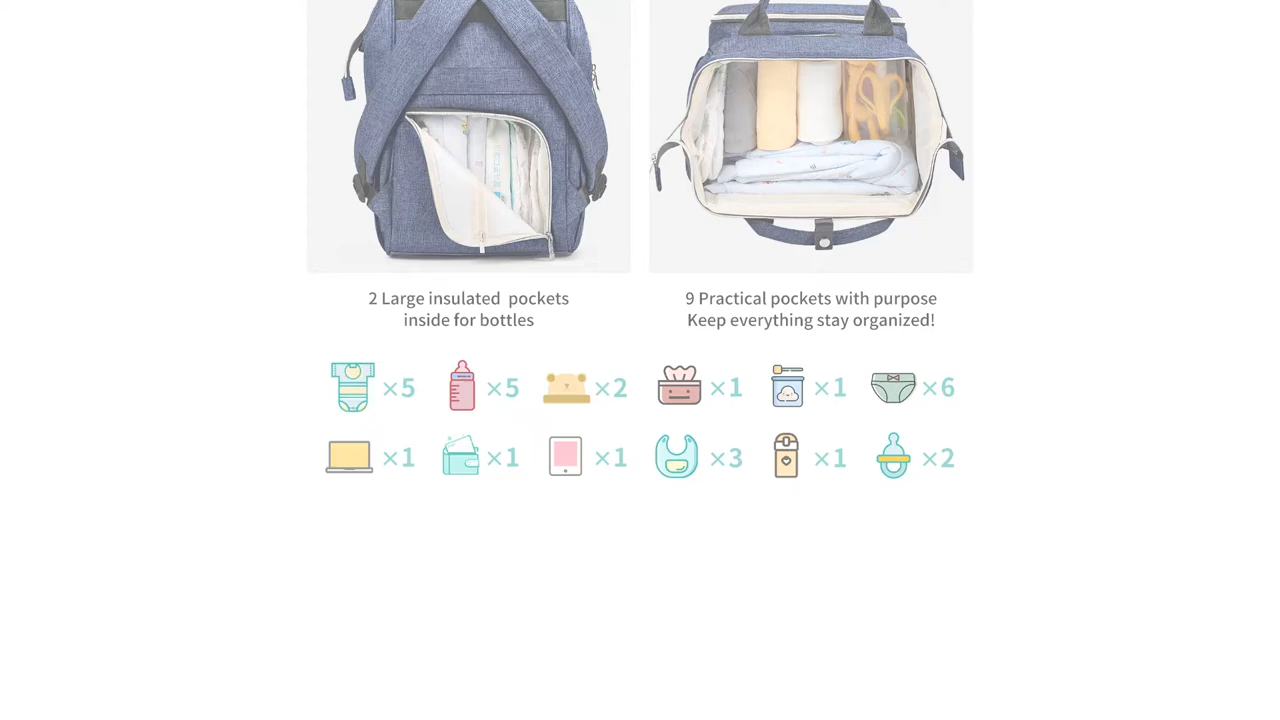 2 Large insulated pockets
inside for bottles
9 Practical pockets with purpose
Keep everything stay organized!
×5 ×5 ×2 ×1 ×1 ×6
×1 ×1 ×1 ×3 ×1 ×2